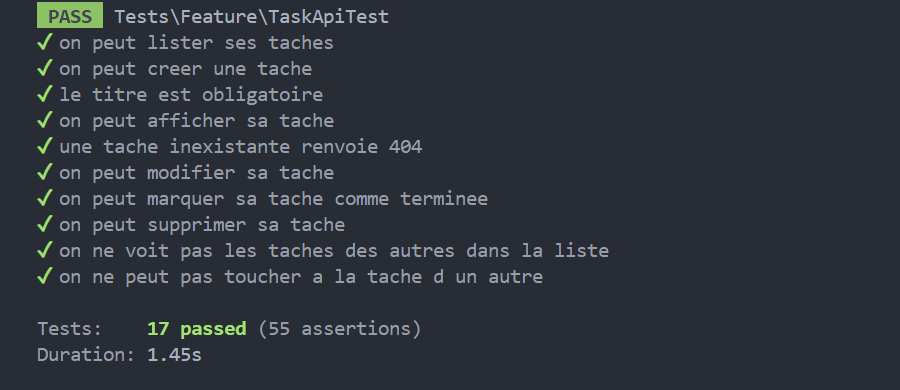 PASS Tests\Feature\TaskApiTest
✓ on peut lister ses taches
✓ on peut creer une tache
✓ le titre est obligatoire
✓ on peut afficher sa tache
✓ une tache inexistante renvoie 404
✓ on peut modifier sa tache
✓ on peut marquer sa tache comme terminee
✓ on peut supprimer sa tache
✓ on ne voit pas les taches des autres dans la liste
✓ on ne peut pas toucher a la tache d un autre
Tests: 17 passed (55 assertions)
Duration: 1.45s